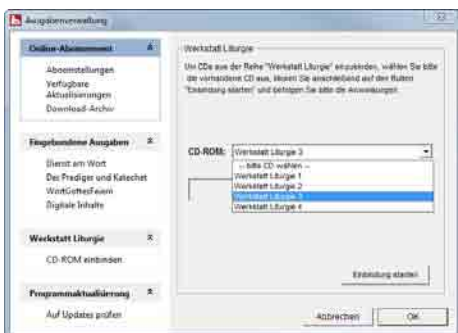 Ausgabenverwaltung
Online-Abonnement
Aboeinstellungen
Verfügbare
Aktualisierungen
Download-Archiv
Eingebundene Ausgaben
Dienst am Wort
Der Prediger und Katechet
WortGottesFeiern
Digitale Inhalte
Werkstatt Liturgie
CD-ROM einbinden
Programmaktualisierung
Auf Updates prüfen
Werkstatt Liturgie
Um CDs aus der Reihe "Werkstatt Liturgie" einzubinden, wählen Sie bitte
die vorhandene CD aus, klicken Sie anschließend auf den Button
"Einbindung starten" und befolgen Sie bitte die Anweisungen.
CD-ROM: Werkstatt Liturgie 3
-- bitte CD wählen --
Werkstatt Liturgie 1
Werkstatt Liturgie 2
Werkstatt Liturgie 3
Werkstatt Liturgie 4
Einbindung starten
Abbrechen OK